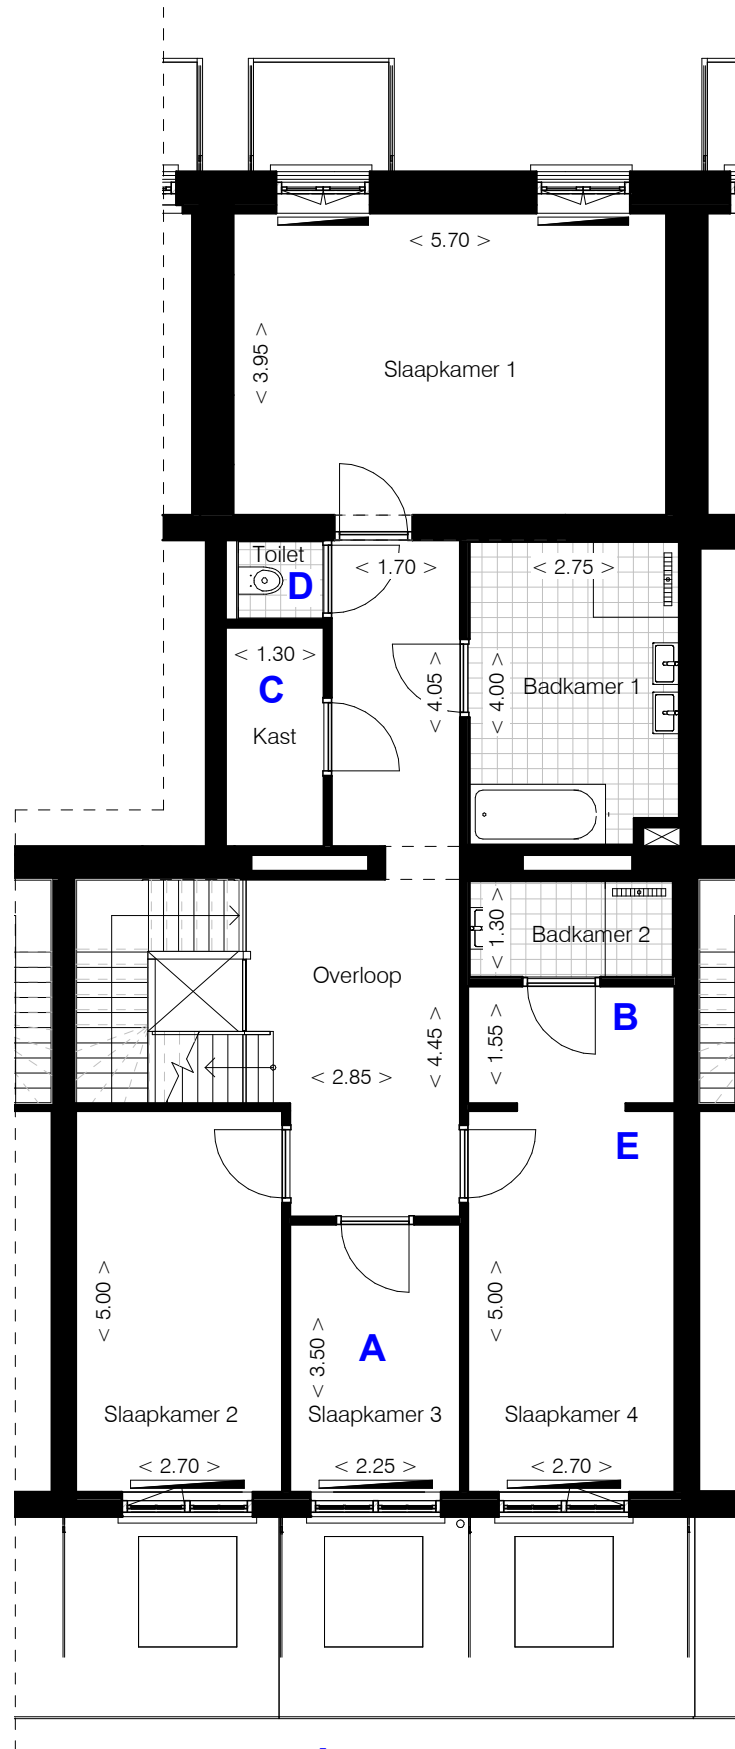 < 5.70 >
< 3.95 >
Slaapkamer 1
Toilet
D
< 1.70 >
< 2.75 >
< 1.30 >
C
Kast
< 4.05 >
< 4.00 >
Badkamer 1
< 1.30 >
Badkamer 2
Overloop
B
< 1.55 >
< 4.45 >
< 2.85 >
E
< 5.00 >
< 3.50 >
A
< 5.00 >
Slaapkamer 2
Slaapkamer 3
Slaapkamer 4
< 2.70 >
< 2.25 >
< 2.70 >